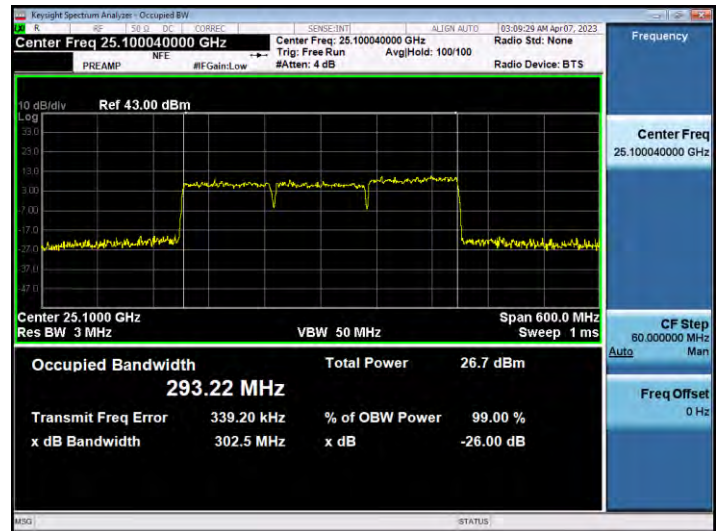 Keysight Spectrum Analyzer - Occupied BW
R RF 50 Ω DC CORREC SENSE:INT ALIGN AUTO 03:09:29 AM Apr 07, 2023
Center Freq 25.100040000 GHz
Center Freq: 25.100040000 GHz
Radio Std: None
NFE
Trig: Free Run
Avg|Hold: 100/100
PREAMP
#IFGain:Low
#Atten: 4 dB
Radio Device: BTS
Frequency
10 dB/div
Ref 43.00 dBm
Log
33.0
23.0
13.0
3.00
-7.00
-17.0
-27.0
-37.0
-47.0
Center Freq
25.100040000 GHz
Center 25.1000 GHz
Span 600.0 MHz
Res BW 3 MHz
VBW 50 MHz
Sweep 1 ms
CF Step
60.000000 MHz
Auto Man
Occupied Bandwidth
Total Power 26.7 dBm
293.22 MHz
Transmit Freq Error 339.20 kHz
% of OBW Power 99.00 %
x dB Bandwidth 302.5 MHz
x dB -26.00 dB
Freq Offset
0 Hz
MSG
STATUS